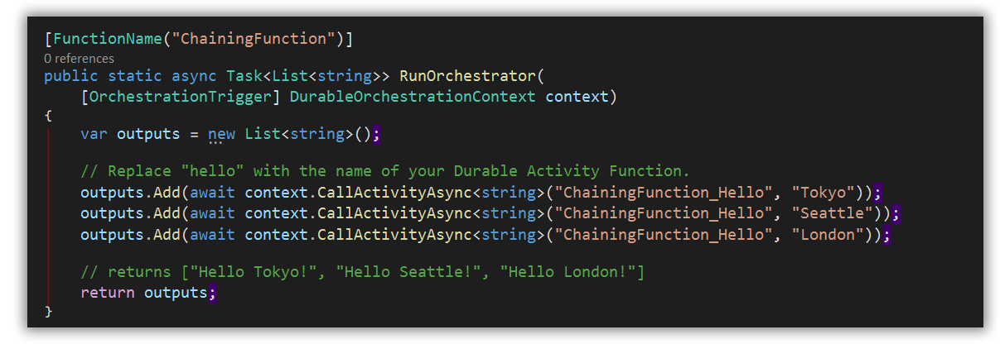 [FunctionName("ChainingFunction")]
0 references
public static async Task<List<string>> RunOrchestrator(
[OrchestrationTrigger] DurableOrchestrationContext context)
{
var outputs = new List<string>();
// Replace "hello" with the name of your Durable Activity Function.
outputs.Add(await context.CallActivityAsync<string>("ChainingFunction_Hello", "Tokyo"));
outputs.Add(await context.CallActivityAsync<string>("ChainingFunction_Hello", "Seattle"));
outputs.Add(await context.CallActivityAsync<string>("ChainingFunction_Hello", "London"));
// returns ["Hello Tokyo!", "Hello Seattle!", "Hello London!"]
return outputs;
}